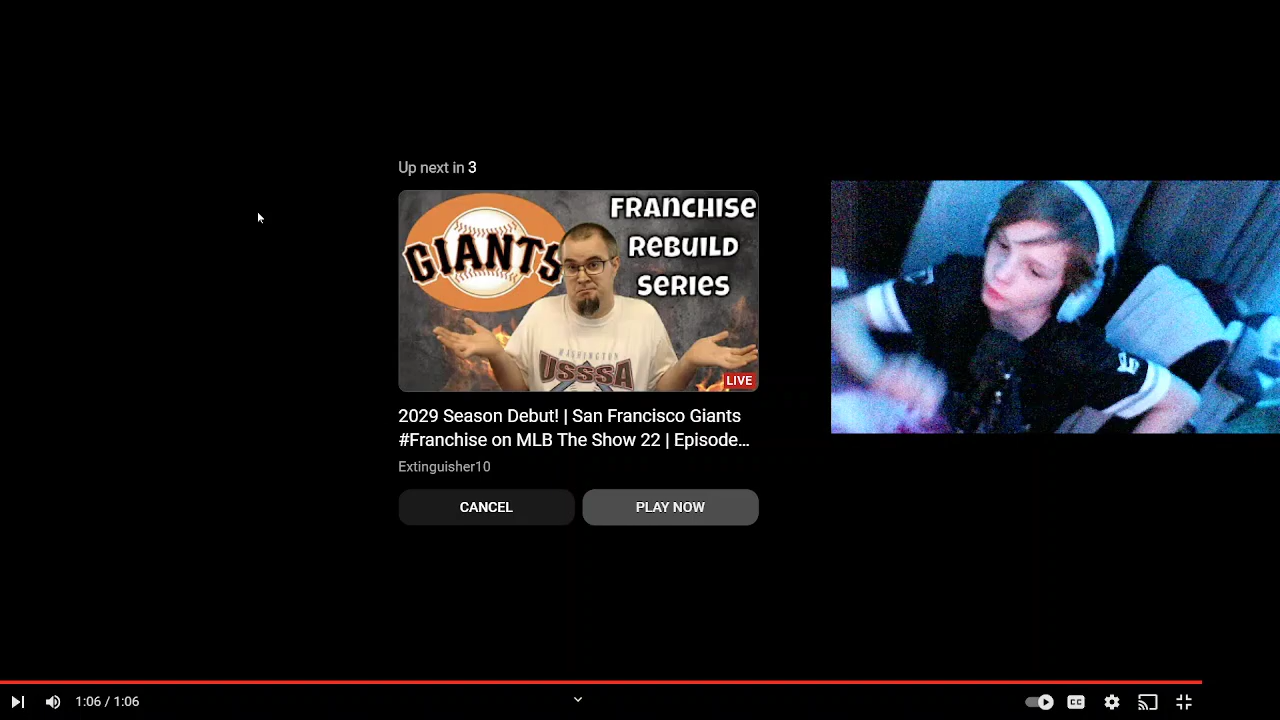 Up next in 3
GIANTS
FRANCHISE
REBUILD
SERIES
WASHINGTON
USSSA
LIVE
2029 Season Debut! | San Francisco Giants
#Franchise on MLB The Show 22 | Episode...
Extinguisher10
CANCEL
PLAY NOW
1:06 / 1:06
CC